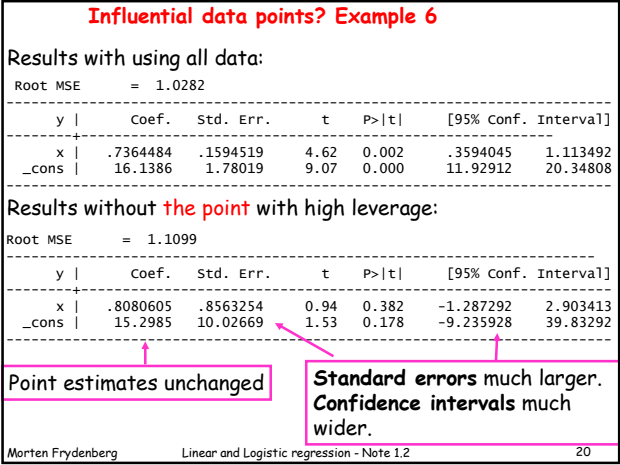 Influential data points? Example 6
Results with using all data:
Root MSE = 1.0282
--------------------------------------------------------------------------
y | Coef. Std. Err. t P>|t| [95% Conf. Interval]
--------+-----------------------------------------------------------------
x | .7364484 .1594519 4.62 0.002 .3594045 1.113492
_cons | 16.1386 1.78019 9.07 0.000 11.92912 20.34808
--------------------------------------------------------------------------
Results without the point with high leverage:
Root MSE = 1.1099
--------------------------------------------------------------------------
y | Coef. Std. Err. t P>|t| [95% Conf. Interval]
--------+-----------------------------------------------------------------
x | .8080605 .8563254 0.94 0.382 -1.287292 2.903413
_cons | 15.2985 10.02669 1.53 0.178 -9.235928 39.83292
--------------------------------------------------------------------------
Point estimates unchanged
Standard errors much larger.
Confidence intervals much
wider.
Morten Frydenberg Linear and Logistic regression - Note 1.2 20